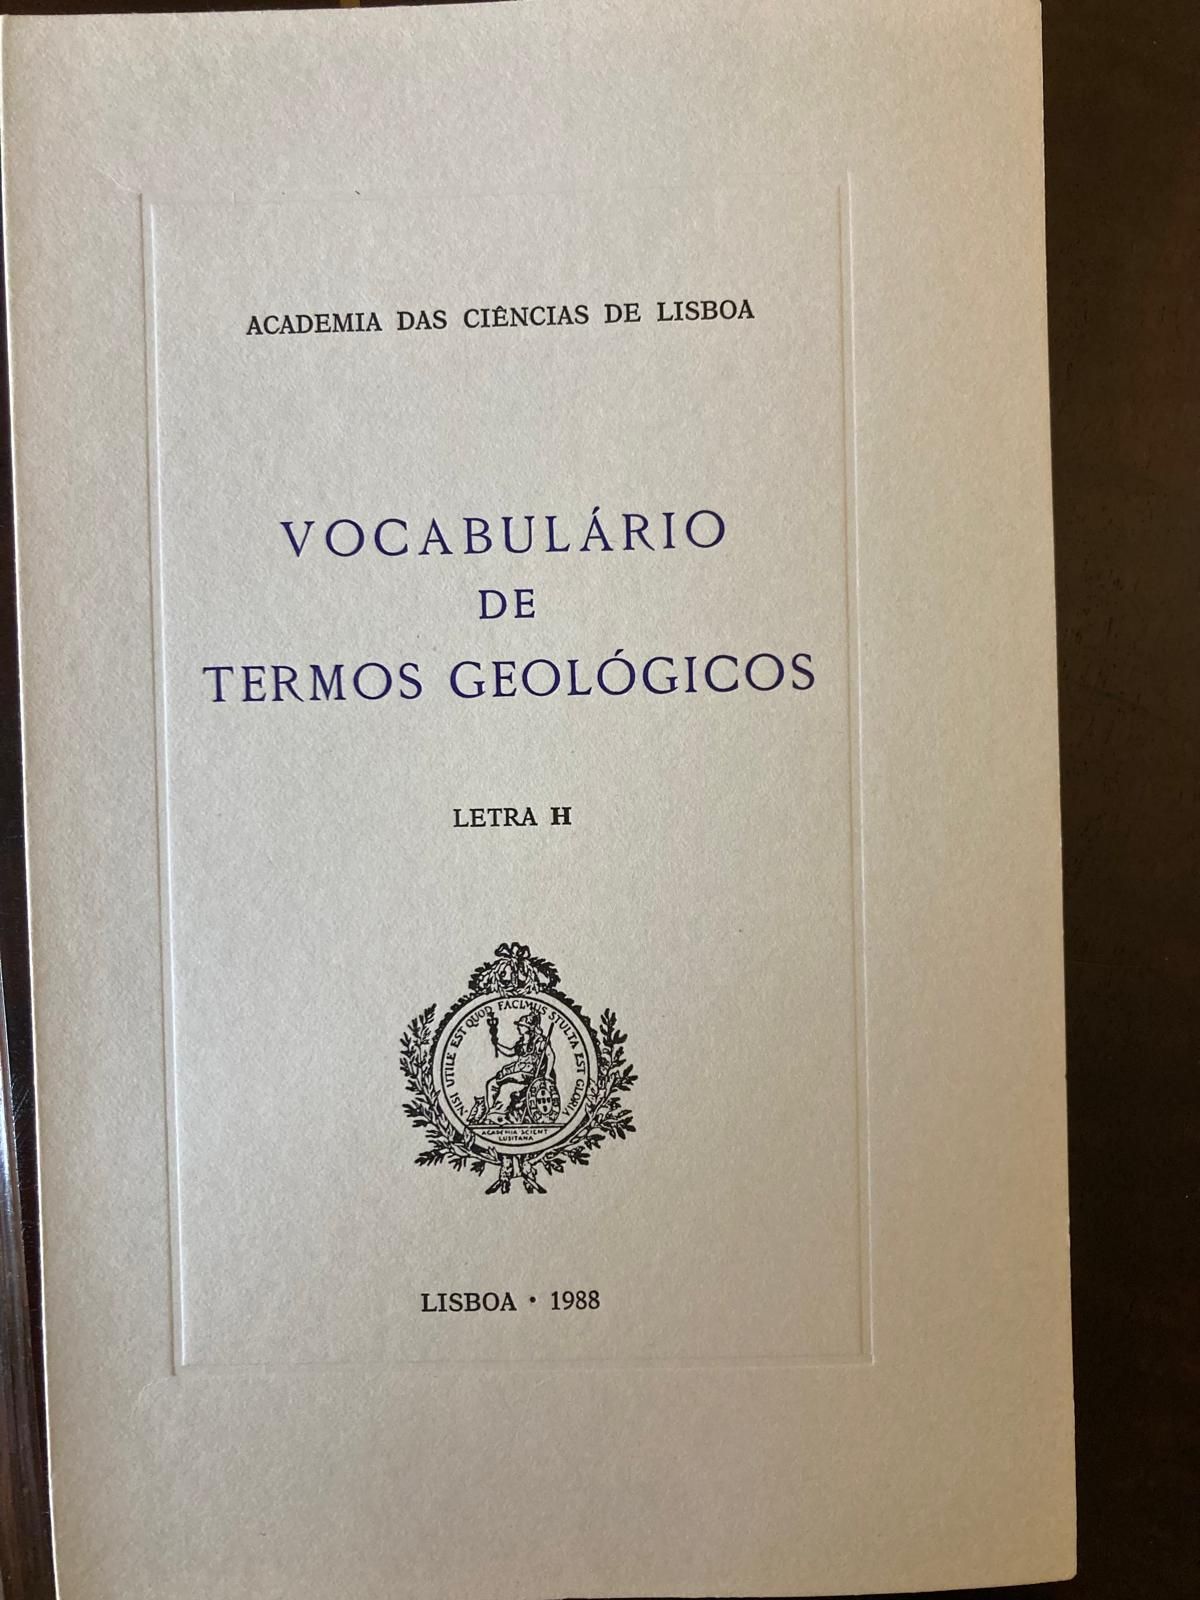 ACADEMIA DAS CIÊNCIAS DE LISBOA
VOCABULÁRIO
DE
TERMOS GEOLÓGICOS
LETRA H
NISI UTILE EST QUOD FACIMUS STULTA EST GLORIA
ACADEMIA SCIENT
LUSITANA
LISBOA • 1988